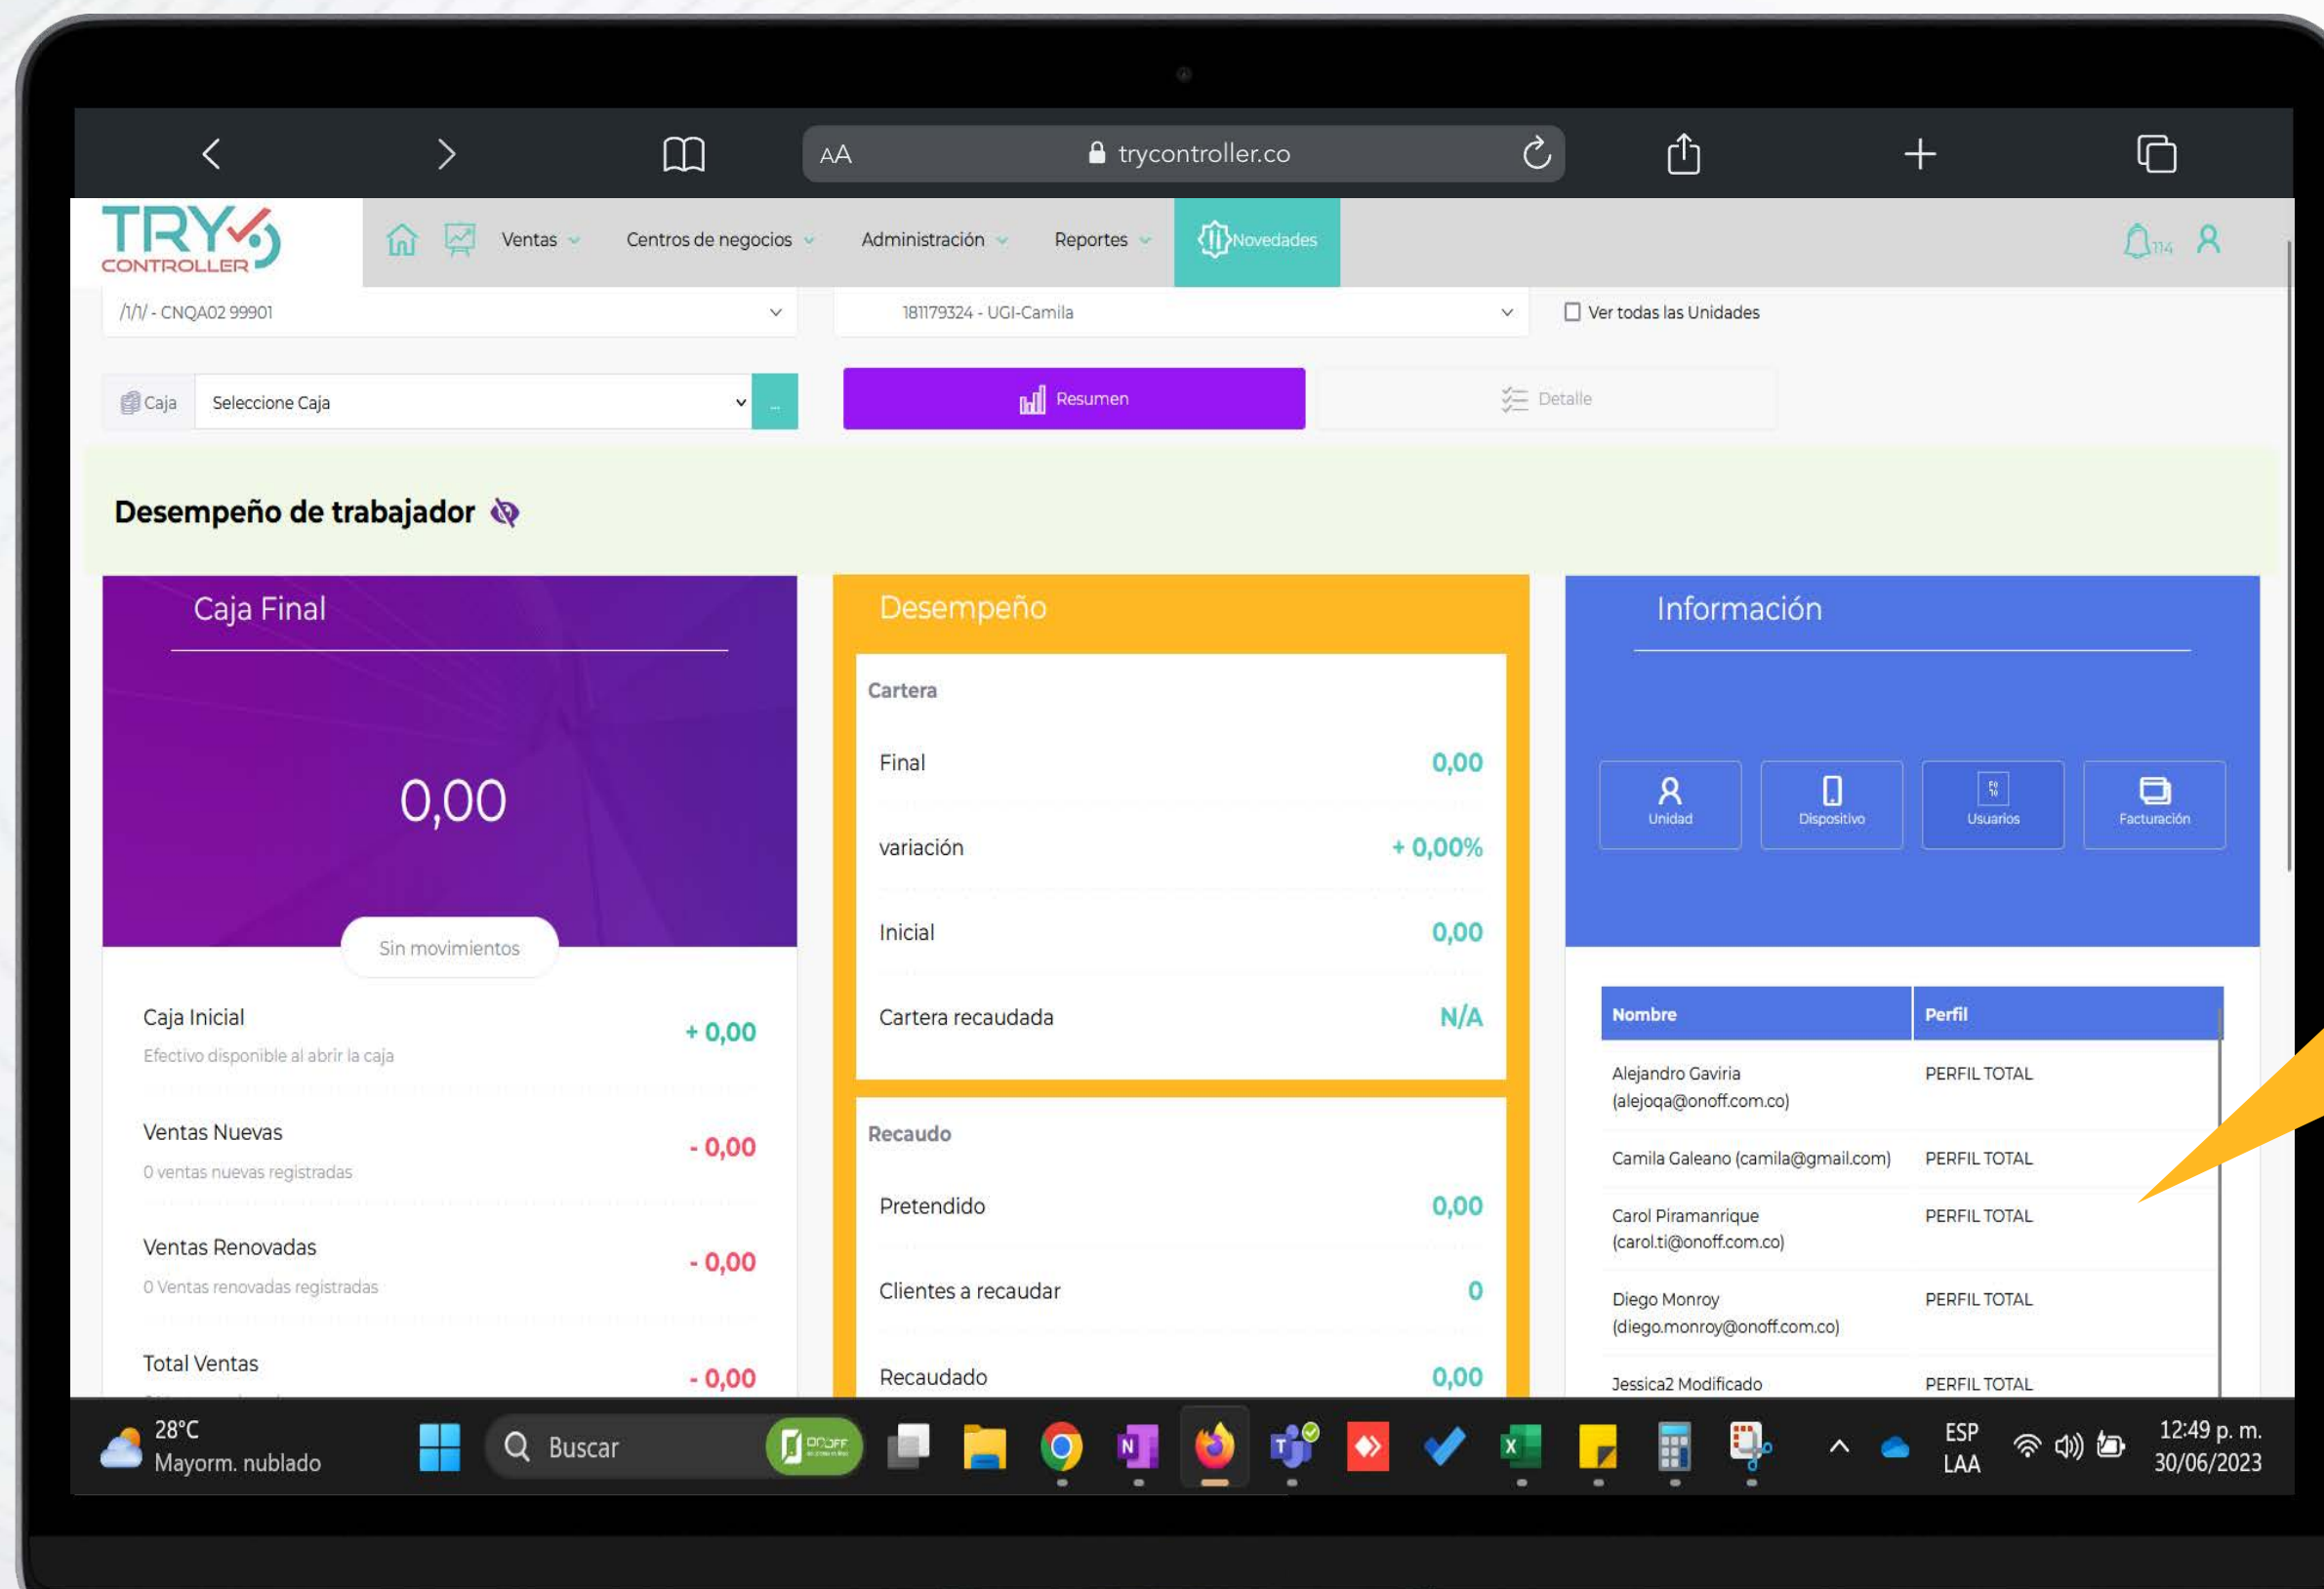 AA
trycontroller.co
TRY
CONTROLLER
Ventas
Centros de negocios
Administración
Reportes
Novedades
114
/1/1/ - CNQA02 99901
181179324 - UGI-Camila
Ver todas las Unidades
Caja
Seleccione Caja
...
Resumen
Detalle
Desempeño de trabajador
Caja Final
0,00
Sin movimientos
Caja Inicial
+ 0,00
Efectivo disponible al abrir la caja
Ventas Nuevas
- 0,00
0 ventas nuevas registradas
Ventas Renovadas
- 0,00
0 Ventas renovadas registradas
Total Ventas
- 0,00
Desempeño
Cartera
Final 0,00
variación + 0,00%
Inicial 0,00
Cartera recaudada N/A
Recaudo
Pretendido 0,00
Clientes a recaudar 0
Recaudado 0,00
Información
Unidad
Dispositivo
Usuarios
Facturación
Nombre Perfil
Alejandro Gaviria PERFIL TOTAL
(alejoqa@onoff.com.co)
Camila Galeano (camila@gmail.com) PERFIL TOTAL
Carol Piramanrique PERFIL TOTAL
(carol.ti@onoff.com.co)
Diego Monroy PERFIL TOTAL
(diego.monroy@onoff.com.co)
Jessica2 Modificado PERFIL TOTAL
28°C
Mayorm. nublado
Buscar
ESP
LAA
12:49 p. m.
30/06/2023